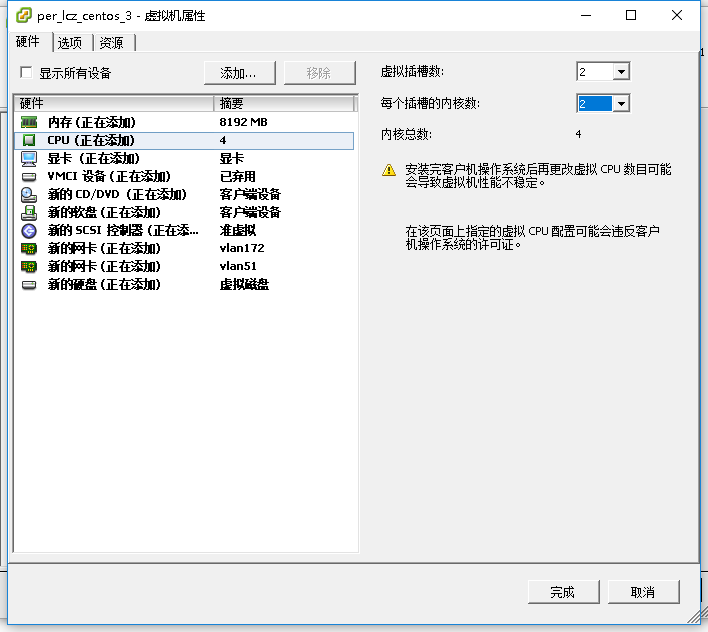 per_lcz_centos_3 - 虚拟机属性
硬件 选项 资源
显示所有设备 添加... 移除
硬件 摘要
内存 (正在添加) 8192 MB
CPU (正在添加) 4
显卡 (正在添加) 显卡
VMCI 设备 (正在添加) 已弃用
新的 CD/DVD (正在添加) 客户端设备
新的软盘 (正在添加) 客户端设备
新的 SCSI 控制器 (正在添... 准虚拟
新的网卡 (正在添加) vlan172
新的网卡 (正在添加) vlan51
新的硬盘 (正在添加) 虚拟磁盘
虚拟插槽数: 2
每个插槽的内核数: 2
内核总数: 4
安装完客户机操作系统后再更改虚拟 CPU 数目可能
会导致虚拟机性能不稳定。
在该页面上指定的虚拟 CPU 配置可能会违反客户
机操作系统的许可证。
完成 取消